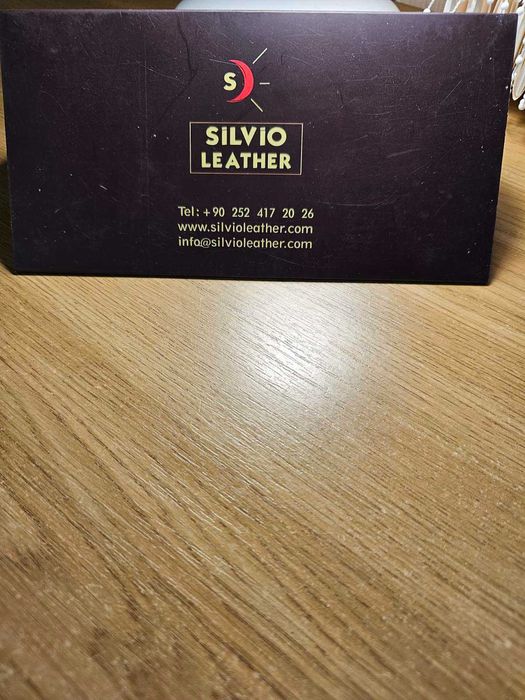 S
SiLViO
LEATHER
Tel: +90 252 417 20 26
www.silvioleather.com
info@silvioleather.com